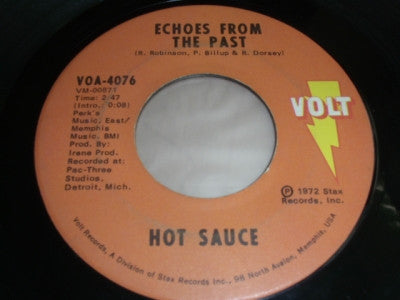 ECHOES FROM
THE PAST
(R. Robinson, P. Billup & R. Dorsey)
VOA-4076
VM-00871
Time: 2:47
(Intro.: 0:08)
Perk's
Music, East/
Memphis
Music, BMI
Prod. By:
Irene Prod.
Recorded at:
Pac-Three
Studios,
Detroit, Mich.
VOLT
Ⓟ 1972 Stax
Records, Inc.
HOT SAUCE
Volt Records, A Division of Stax Records Inc., 98 North Avalon, Memphis, USA